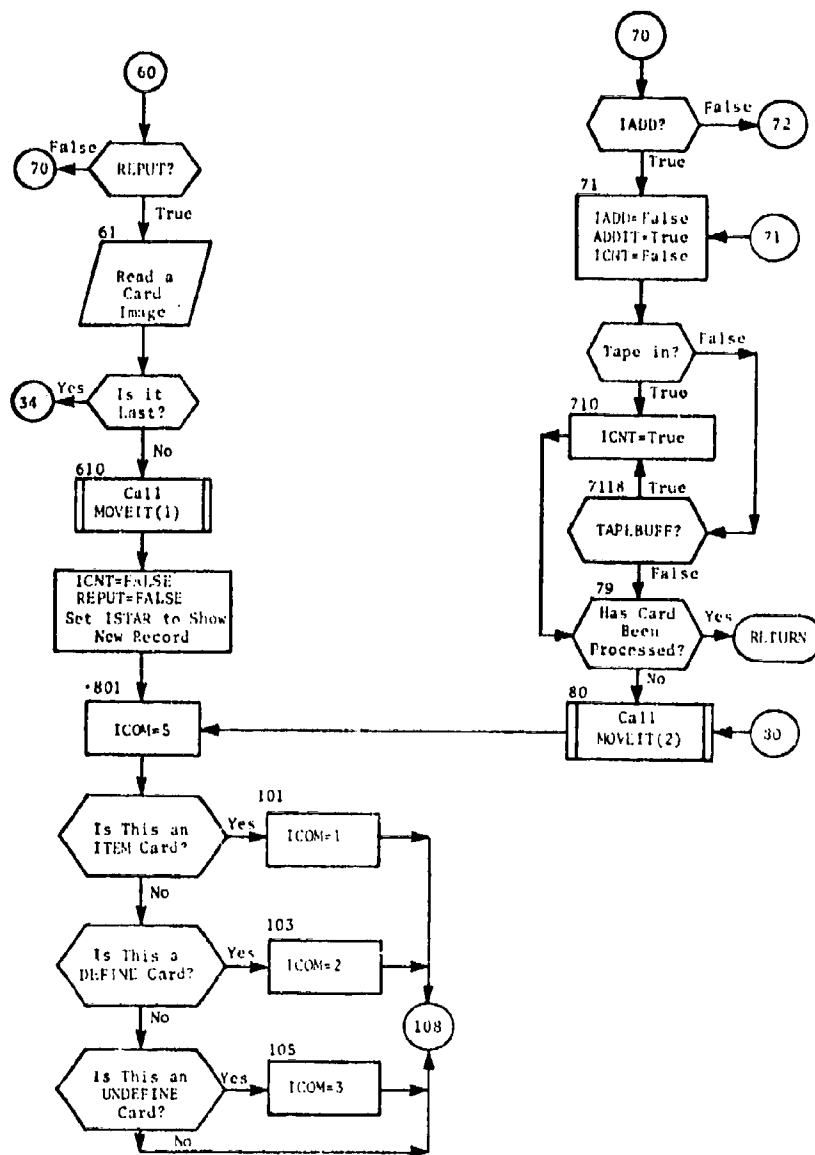 60
False
70
REPUT?
True
61
Read a
Card
Image
Yes
34
Is it
Last?
No
610
Call
MOVEIT(1)
ICNT=FALSE
REPUT=FALSE
Set ISTAR to Show
New Record
801
ICOM=5
Is This an
ITEM Card?
Yes
101
ICOM=1
No
Is This a
DEFINE Card?
Yes
103
ICOM=2
No
108
Is This an
UNDEFINE
Card?
Yes
105
ICOM=3
No
70
IADD?
False
72
True
71
IADD=False
ADDIT=True
ICNT=False
71
Tape in?
False
True
710
ICNT=True
7118
True
TAPEBUFF?
False
79
Has Card
Been
Processed?
Yes
RETURN
No
80
Call
MOVEIT(2)
80